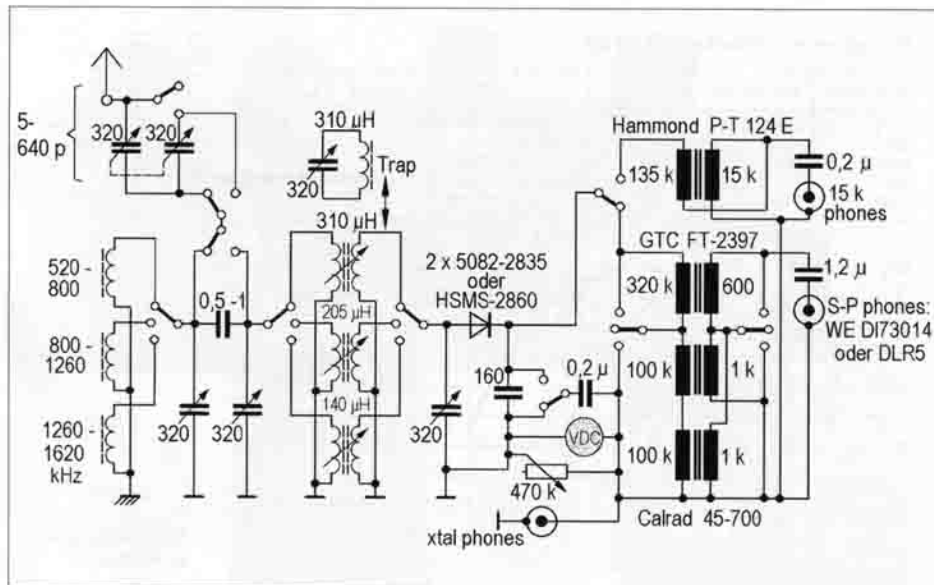 5-
640 p
320
320
310 µH
320
Trap
Hammond P-T 124 E
135 k
15 k
0,2 µ
15 k
phones
310 µH
2 x 5082-2835
oder
HSMS-2860
GTC FT-2397
320 k
600
1,2 µ
S-P phones:
WE DI73014
oder DLR5
520 -
800
0,5 -1
205 µH
800 -
1260
160
0,2 µ
100 k
1 k
140 µH
320
320
320
VDC
1260 -
1620
kHz
470 k
100 k
1 k
xtal phones
Calrad 45-700